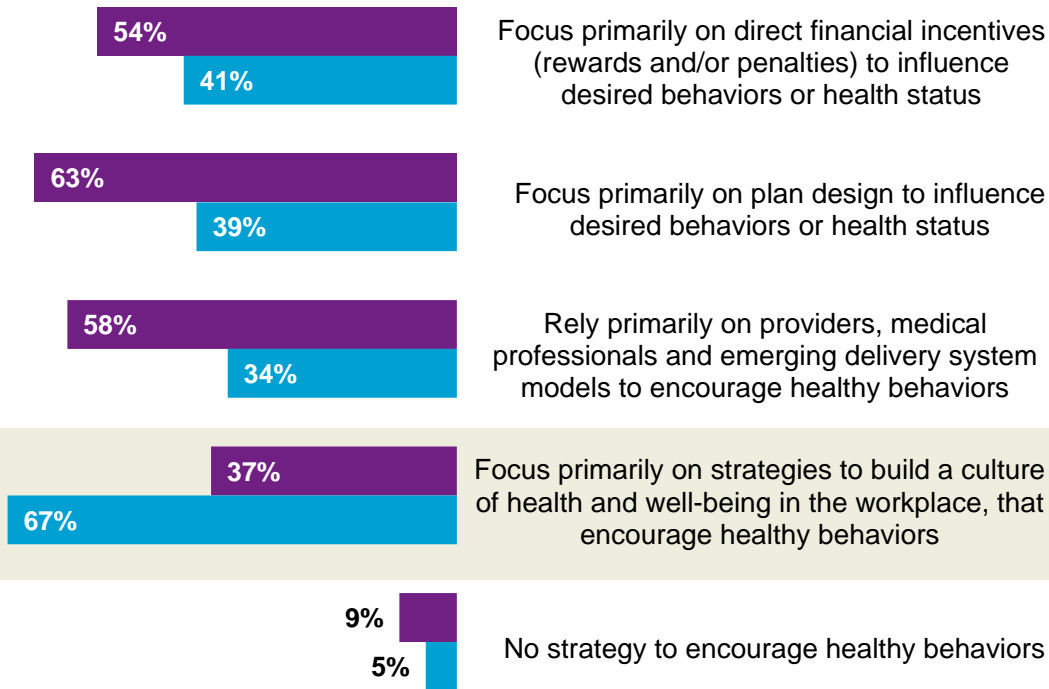 54%
41%
Focus primarily on direct financial incentives
(rewards and/or penalties) to influence
desired behaviors or health status
63%
39%
Focus primarily on plan design to influence
desired behaviors or health status
58%
34%
Rely primarily on providers, medical
professionals and emerging delivery system
models to encourage healthy behaviors
37%
67%
Focus primarily on strategies to build a culture
of health and well-being in the workplace, that
encourage healthy behaviors
9%
5%
No strategy to encourage healthy behaviors